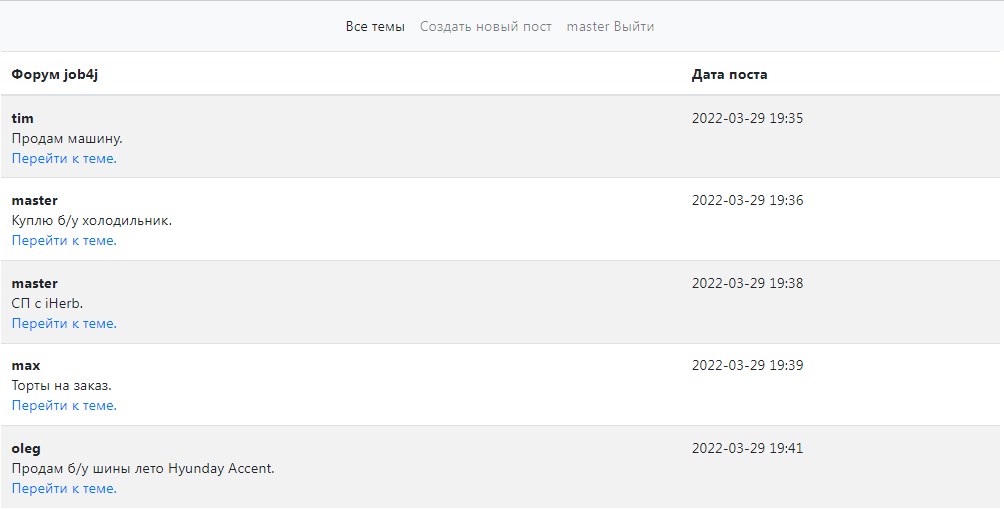 Все темы Создать новый пост master Выйти
Форум job4j Дата поста
tim 2022-03-29 19:35
Продам машину.
Перейти к теме.
master 2022-03-29 19:36
Куплю б/у холодильник.
Перейти к теме.
master 2022-03-29 19:38
СП с iHerb.
Перейти к теме.
max 2022-03-29 19:39
Торты на заказ.
Перейти к теме.
oleg 2022-03-29 19:41
Продам б/у шины лето Hyunday Accent.
Перейти к теме.